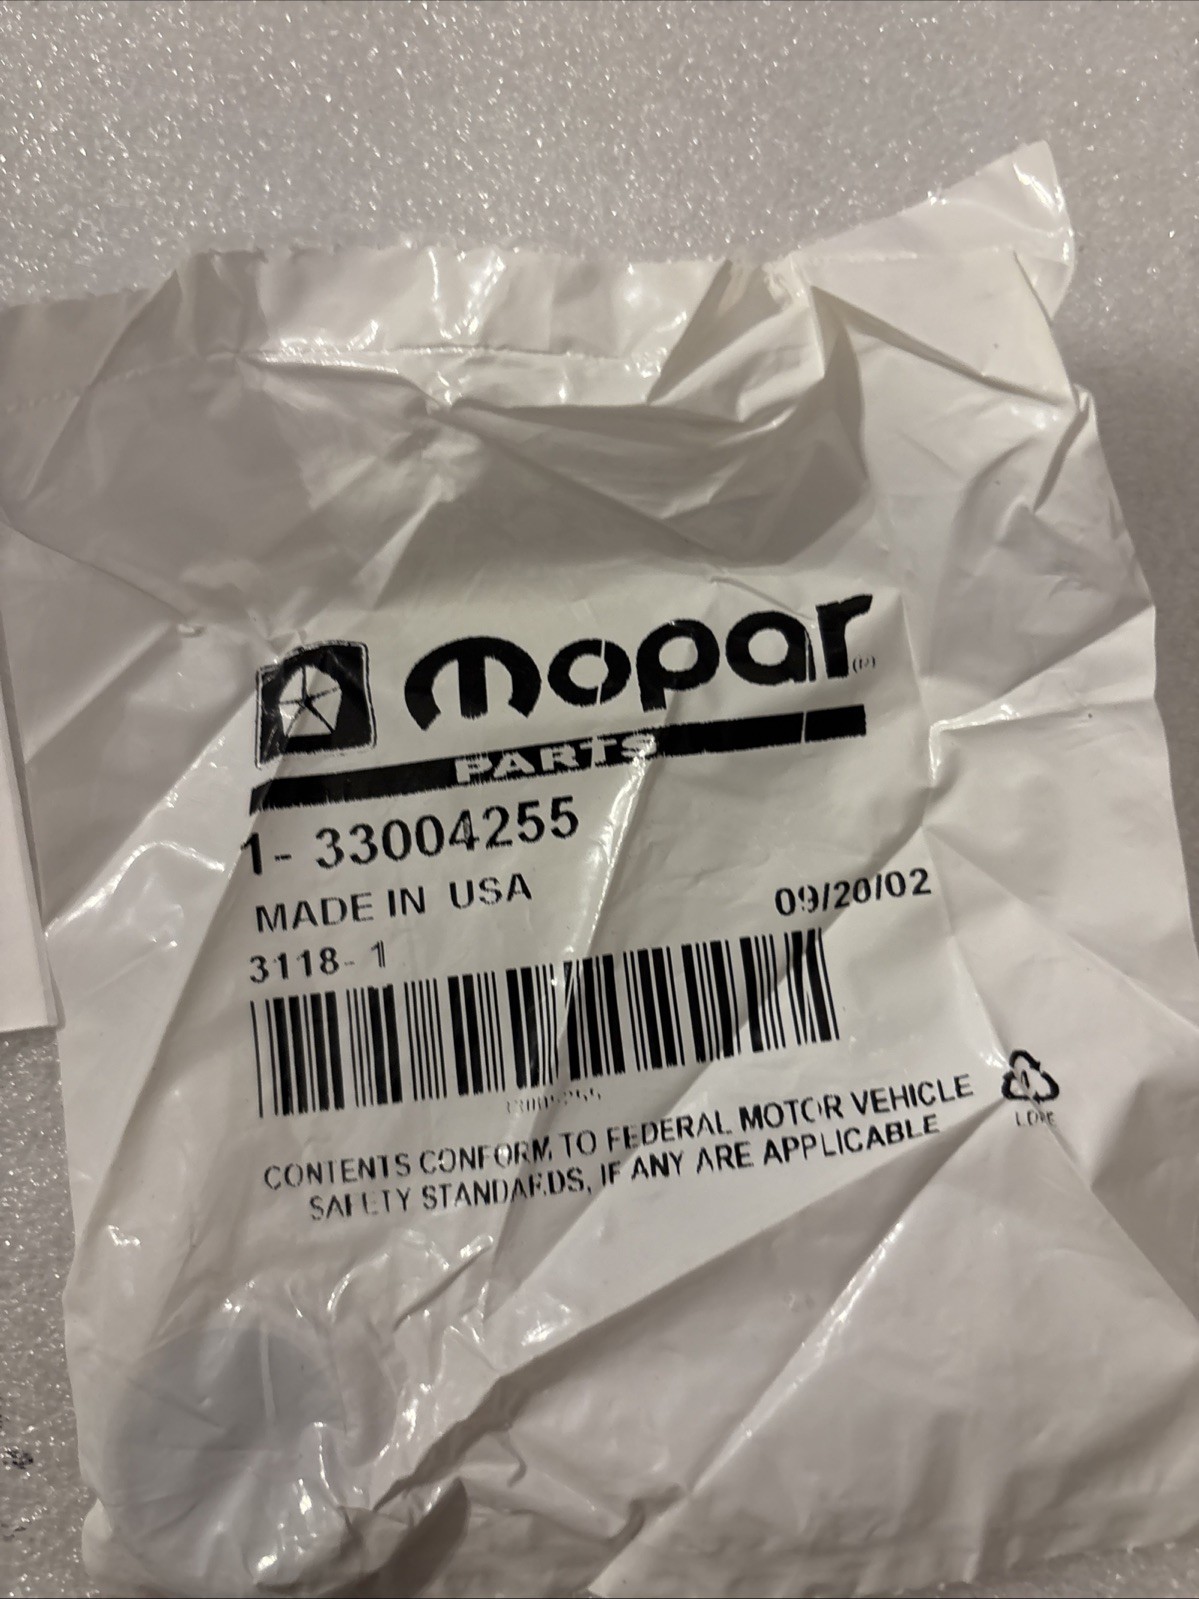 mopar
PARTS
1- 33004255
MADE IN USA
09/20/02
3118- 1
CONTENTS CONFORM TO FEDERAL MOTOR VEHICLE
SAFETY STANDARDS, IF ANY ARE APPLICABLE